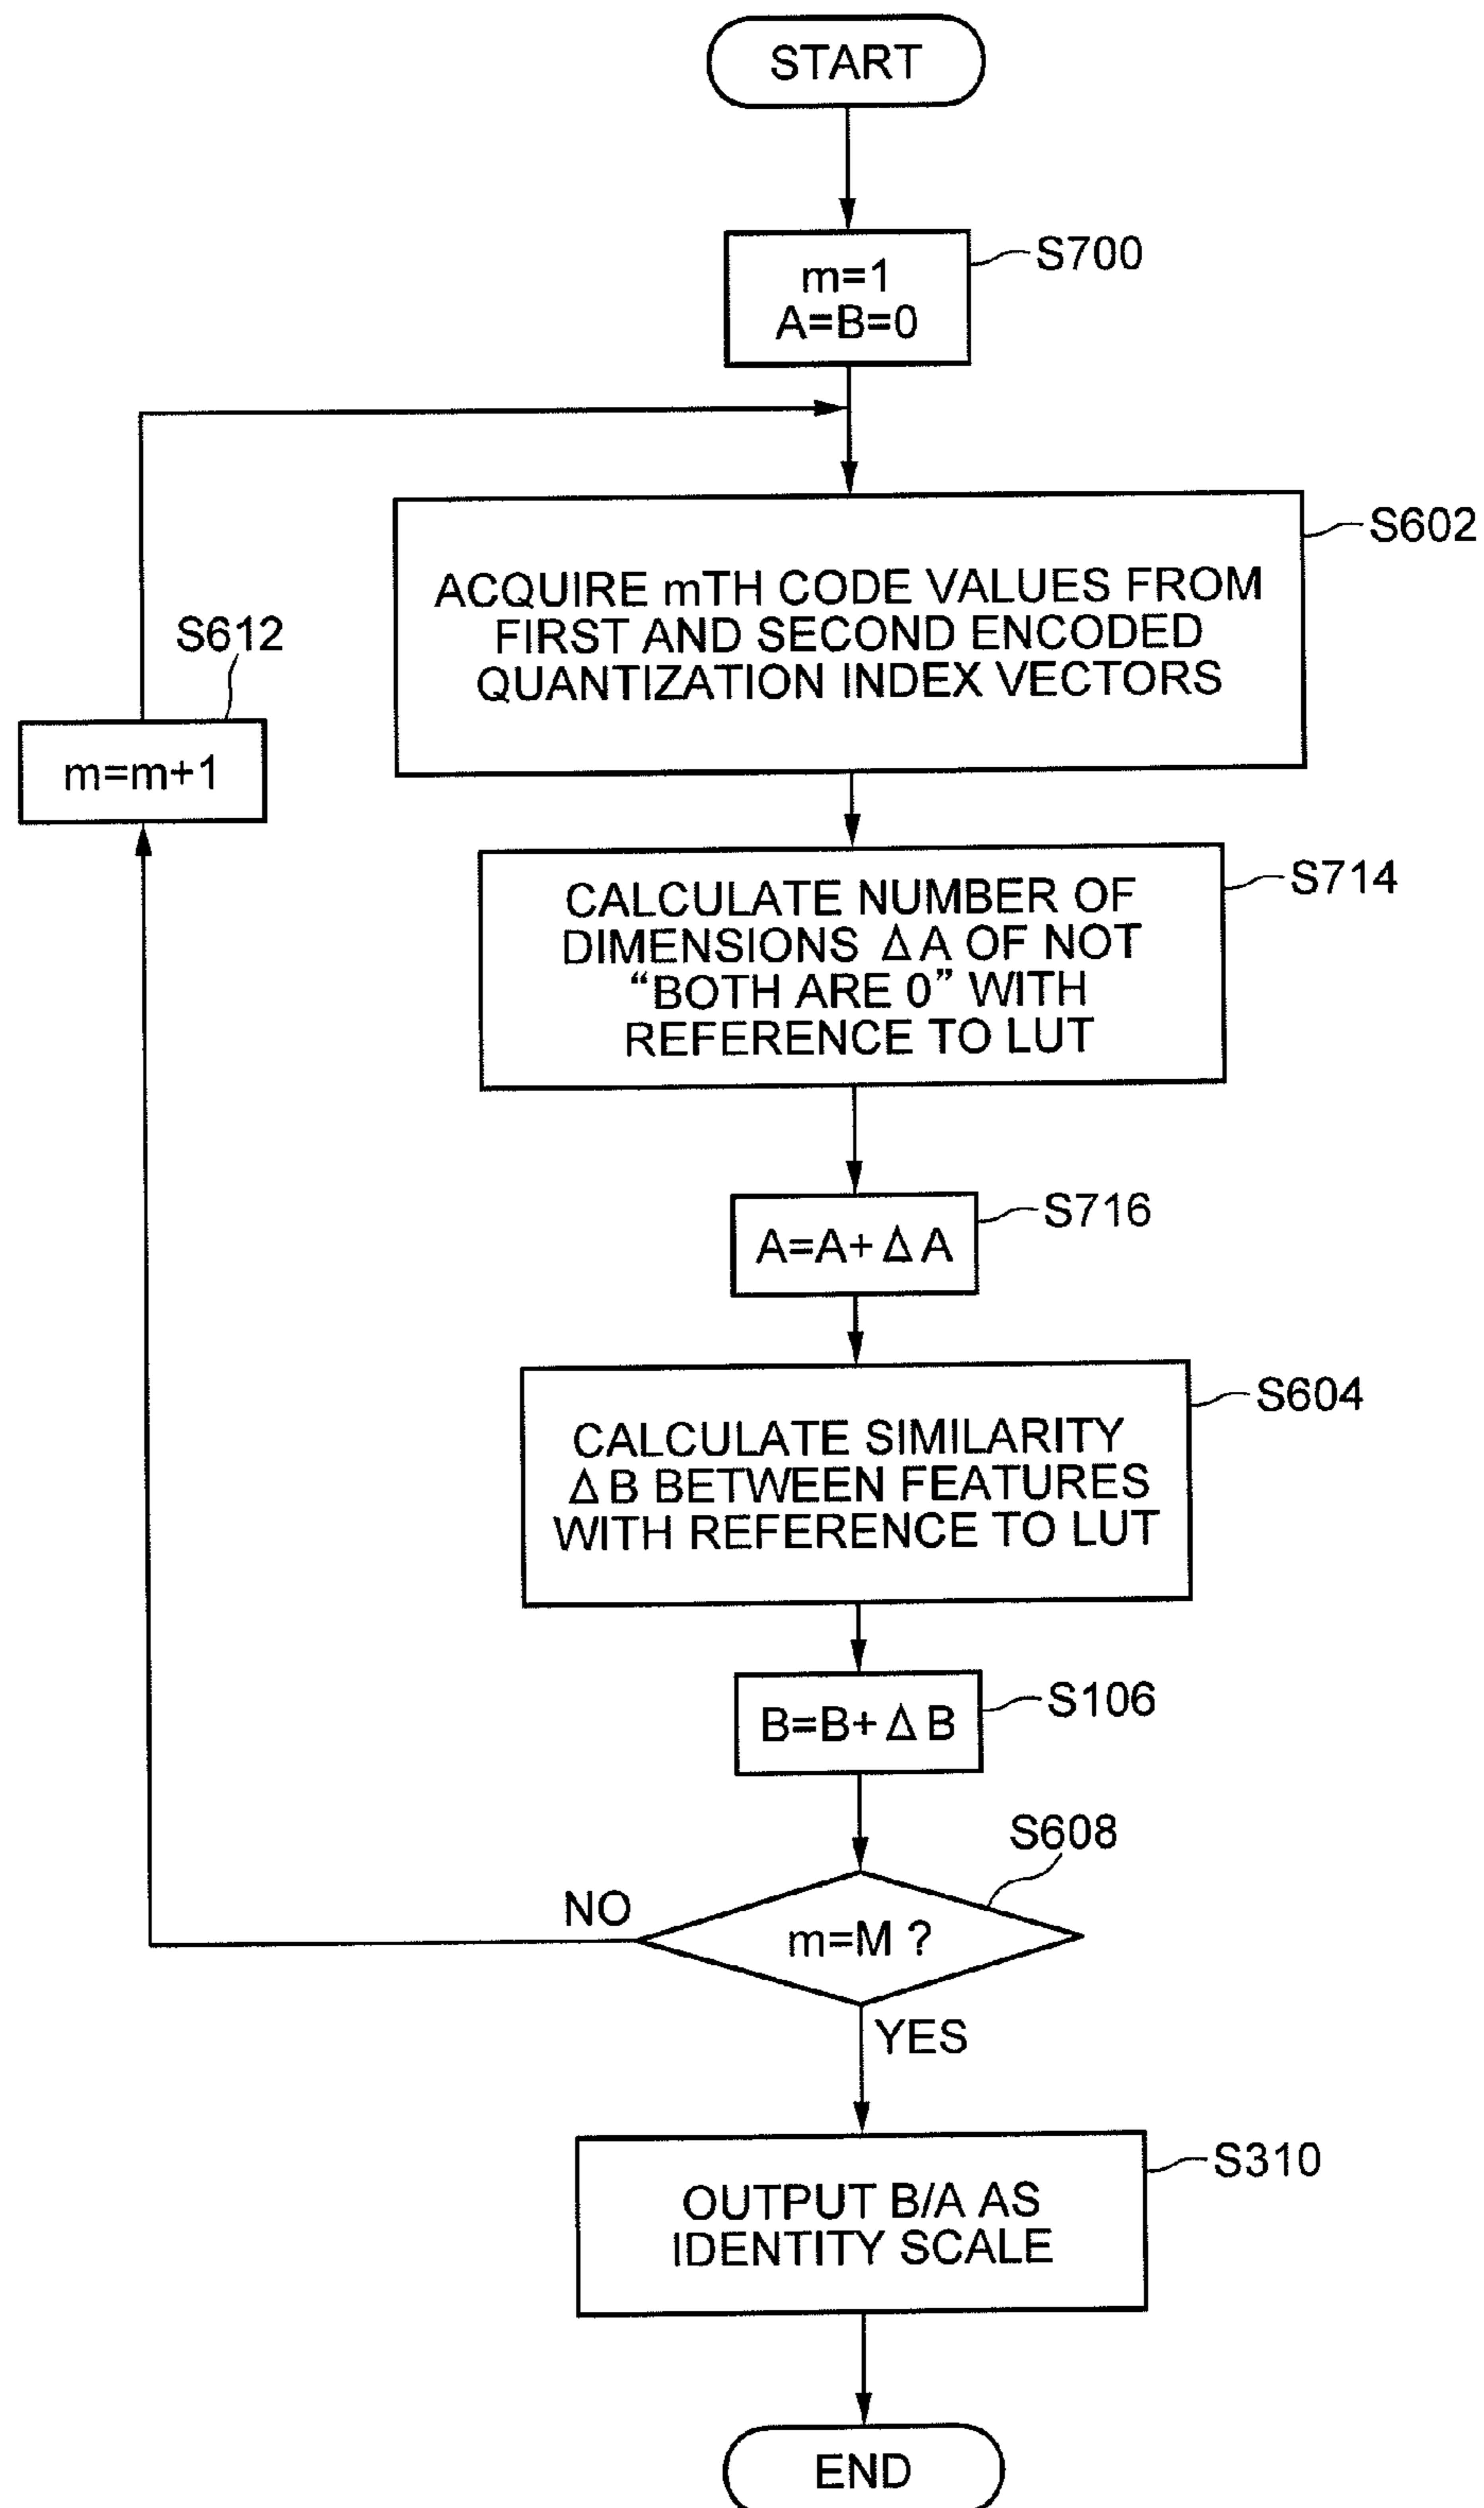 START
S700
m=1
A=B=0
S602
ACQUIRE mTH CODE VALUES FROM
FIRST AND SECOND ENCODED
QUANTIZATION INDEX VECTORS
S612
m=m+1
S714
CALCULATE NUMBER OF
DIMENSIONS ΔA OF NOT
“BOTH ARE 0” WITH
REFERENCE TO LUT
S716
A=A+ΔA
S604
CALCULATE SIMILARITY
ΔB BETWEEN FEATURES
WITH REFERENCE TO LUT
S106
B=B+ΔB
S608
NO
m=M ?
YES
S310
OUTPUT B/A AS
IDENTITY SCALE
END